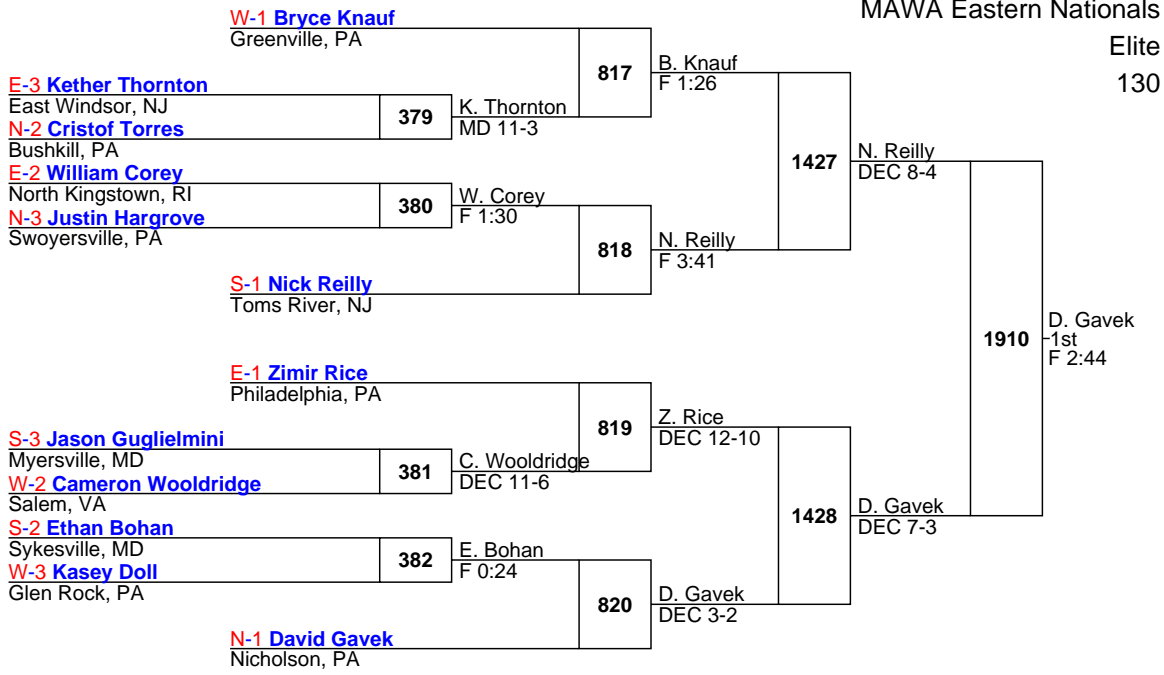 MAWA Eastern Nationals
Elite
130
W-1 Bryce Knauf
Greenville, PA
817
B. Knauf
F 1:26
E-3 Kether Thornton
East Windsor, NJ
379
K. Thornton
MD 11-3
N-2 Cristof Torres
Bushkill, PA
1427
N. Reilly
DEC 8-4
E-2 William Corey
North Kingstown, RI
380
W. Corey
F 1:30
N-3 Justin Hargrove
Swoyersville, PA
818
N. Reilly
F 3:41
S-1 Nick Reilly
Toms River, NJ
1910
D. Gavek
1st
F 2:44
E-1 Zimir Rice
Philadelphia, PA
819
Z. Rice
DEC 12-10
S-3 Jason Guglielmini
Myersville, MD
381
C. Wooldridge
DEC 11-6
W-2 Cameron Wooldridge
Salem, VA
1428
D. Gavek
DEC 7-3
S-2 Ethan Bohan
Sykesville, MD
382
E. Bohan
F 0:24
W-3 Kasey Doll
Glen Rock, PA
820
D. Gavek
DEC 3-2
N-1 David Gavek
Nicholson, PA